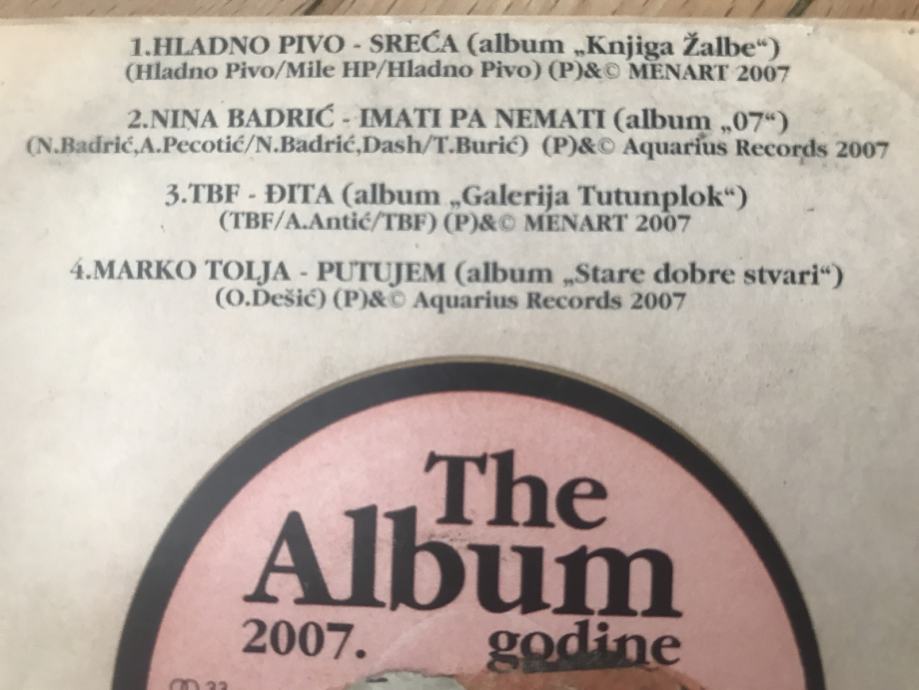 1.HLADNO PIVO - SREĆA (album „Knjiga Žalbe“)
(Hladno Pivo/Mile HP/Hladno Pivo) (P)&© MENART 2007
2.NINA BADRIĆ - IMATI PA NEMATI (album „07“)
(N.Badrić,A.Pecotić/N.Badrić,Dash/T.Burić) (P)&© Aquarius Records 2007
3.TBF - ĐITA (album „Galerija Tutunplok“)
(TBF/A.Antić/TBF) (P)&© MENART 2007
4.MARKO TOLJA - PUTUJEM (album „Stare dobre stvari“)
(O.Dešić) (P)&© Aquarius Records 2007
The
Album
2007. godine
33